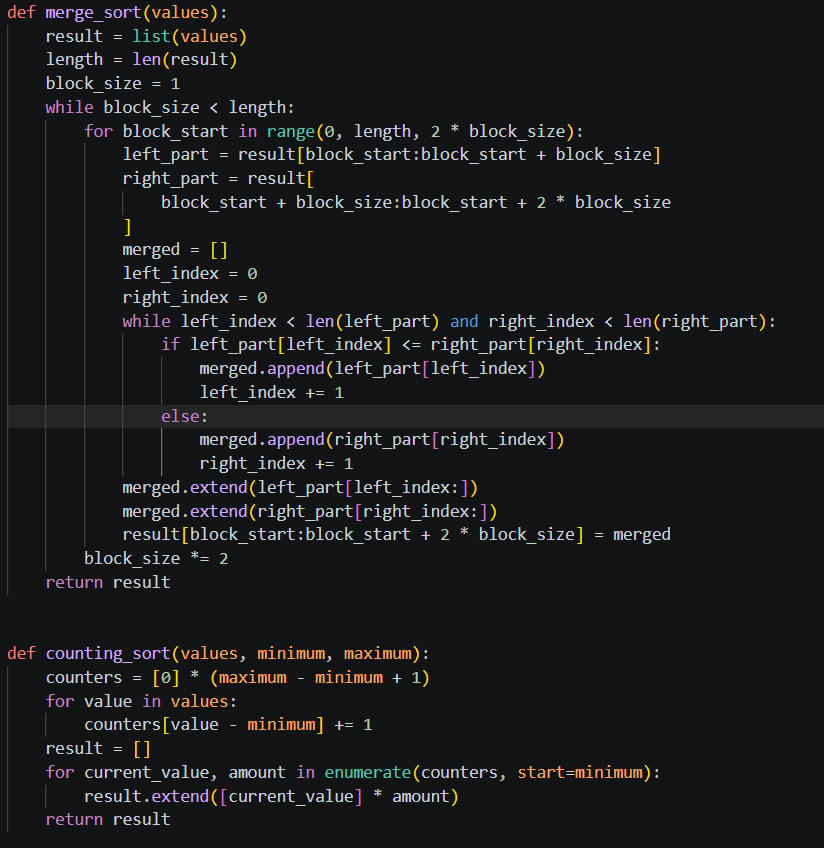 def merge_sort(values):
    result = list(values)
    length = len(result)
    block_size = 1
    while block_size < length:
        for block_start in range(0, length, 2 * block_size):
            left_part = result[block_start:block_start + block_size]
            right_part = result[
                block_start + block_size:block_start + 2 * block_size
            ]
            merged = []
            left_index = 0
            right_index = 0
            while left_index < len(left_part) and right_index < len(right_part):
                if left_part[left_index] <= right_part[right_index]:
                    merged.append(left_part[left_index])
                    left_index += 1
                else:
                    merged.append(right_part[right_index])
                    right_index += 1
            merged.extend(left_part[left_index:])
            merged.extend(right_part[right_index:])
            result[block_start:block_start + 2 * block_size] = merged
        block_size *= 2
    return result


def counting_sort(values, minimum, maximum):
    counters = [0] * (maximum - minimum + 1)
    for value in values:
        counters[value - minimum] += 1
    result = []
    for current_value, amount in enumerate(counters, start=minimum):
        result.extend([current_value] * amount)
    return result